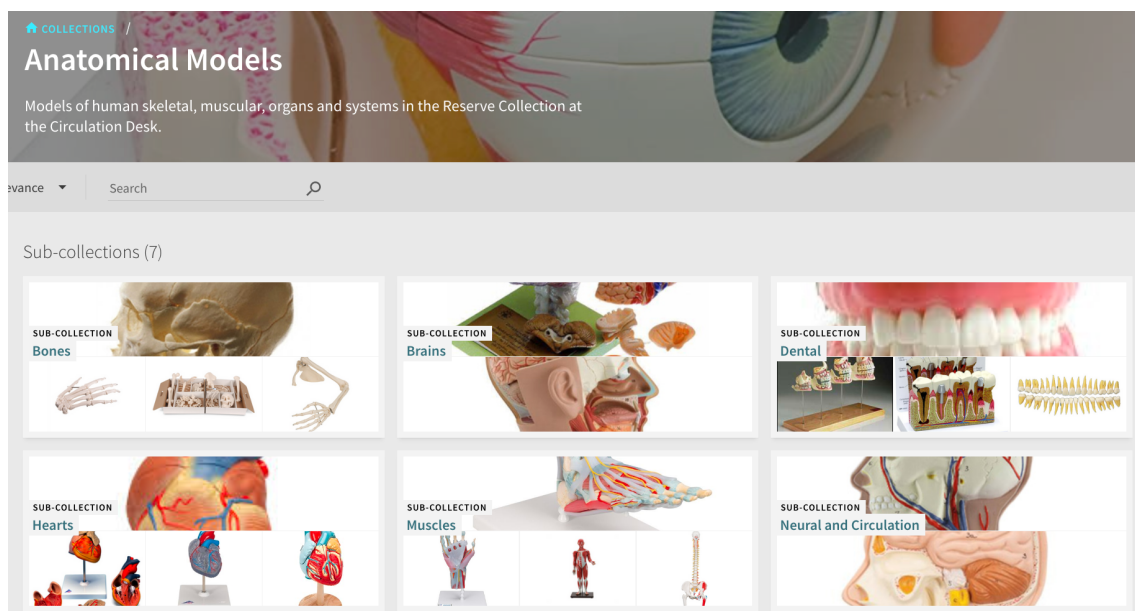 COLLECTIONS /
Anatomical Models
Models of human skeletal, muscular, organs and systems in the Reserve Collection at
the Circulation Desk.
evance
Search
Sub-collections (7)
SUB-COLLECTION
Bones
SUB-COLLECTION
Brains
SUB-COLLECTION
Dental
SUB-COLLECTION
Hearts
SUB-COLLECTION
Muscles
SUB-COLLECTION
Neural and Circulation